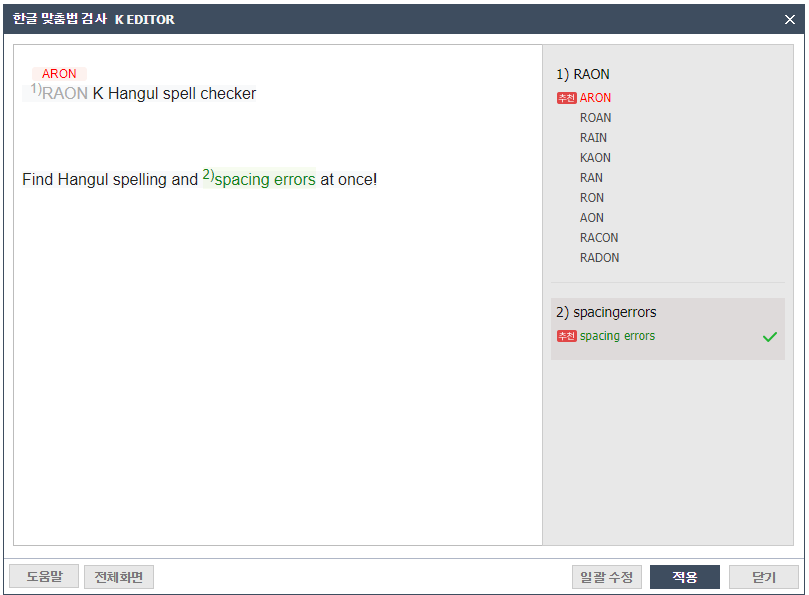 한글 맞춤법 검사 K EDITOR
ARON
1)RAON K Hangul spell checker
Find Hangul spelling and 2)spacing errors at once!
1) RAON
추천 ARON
ROAN
RAIN
KAON
RAN
RON
AON
RACON
RADON
2) spacingerrors
추천 spacing errors
도움말 전체화면 일괄 수정 적용 닫기